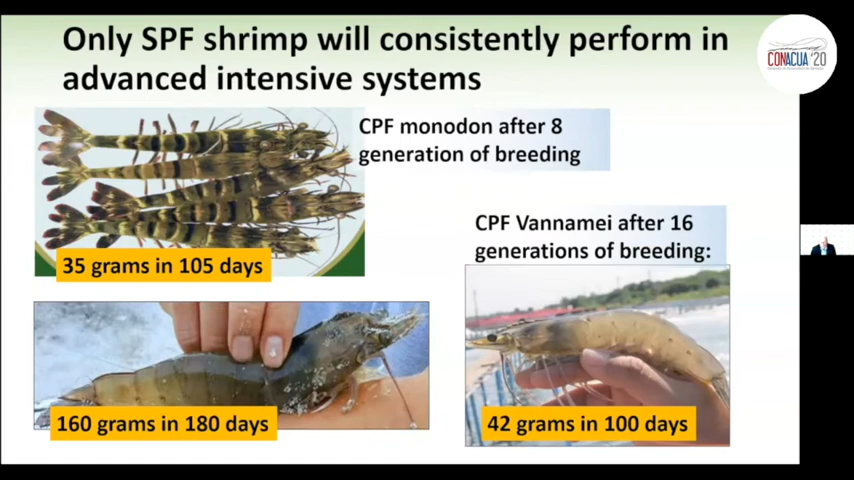 Only SPF shrimp will consistently perform in
advanced intensive systems
CONACUA '20
CPF monodon after 8
generation of breeding
35 grams in 105 days
CPF Vannamei after 16
generations of breeding:
160 grams in 180 days
42 grams in 100 days